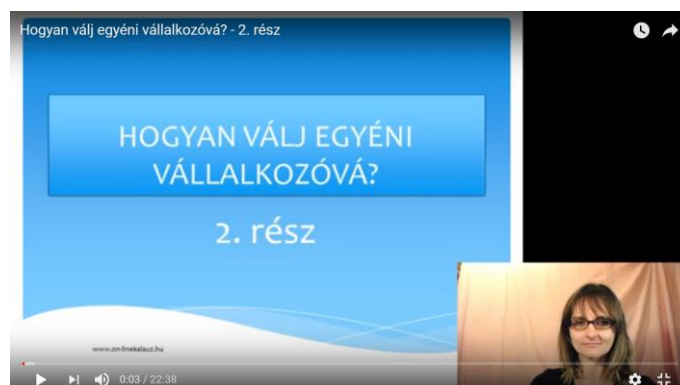 Hogyan válj egyéni vállalkozóvá? - 2. rész
HOGYAN VÁLJ EGYÉNI
VÁLLALKOZÓVÁ?
2. rész
www.on-linekalauz.hu
0:03 / 22:38